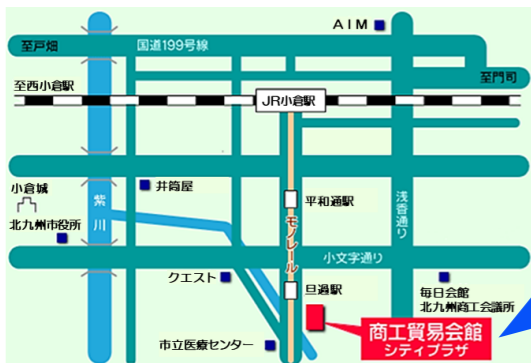 AIM
至戸畑
国道199号線
至門司
至西小倉駅
JR小倉駅
小倉城
井筒屋
平和通駅
浅香通り
紫川
北九州市役所
モノレール
小文字通り
クエスト
旦過駅
毎日会館
北九州商工会議所
商工貿易会館
シティプラザ
市立医療センター